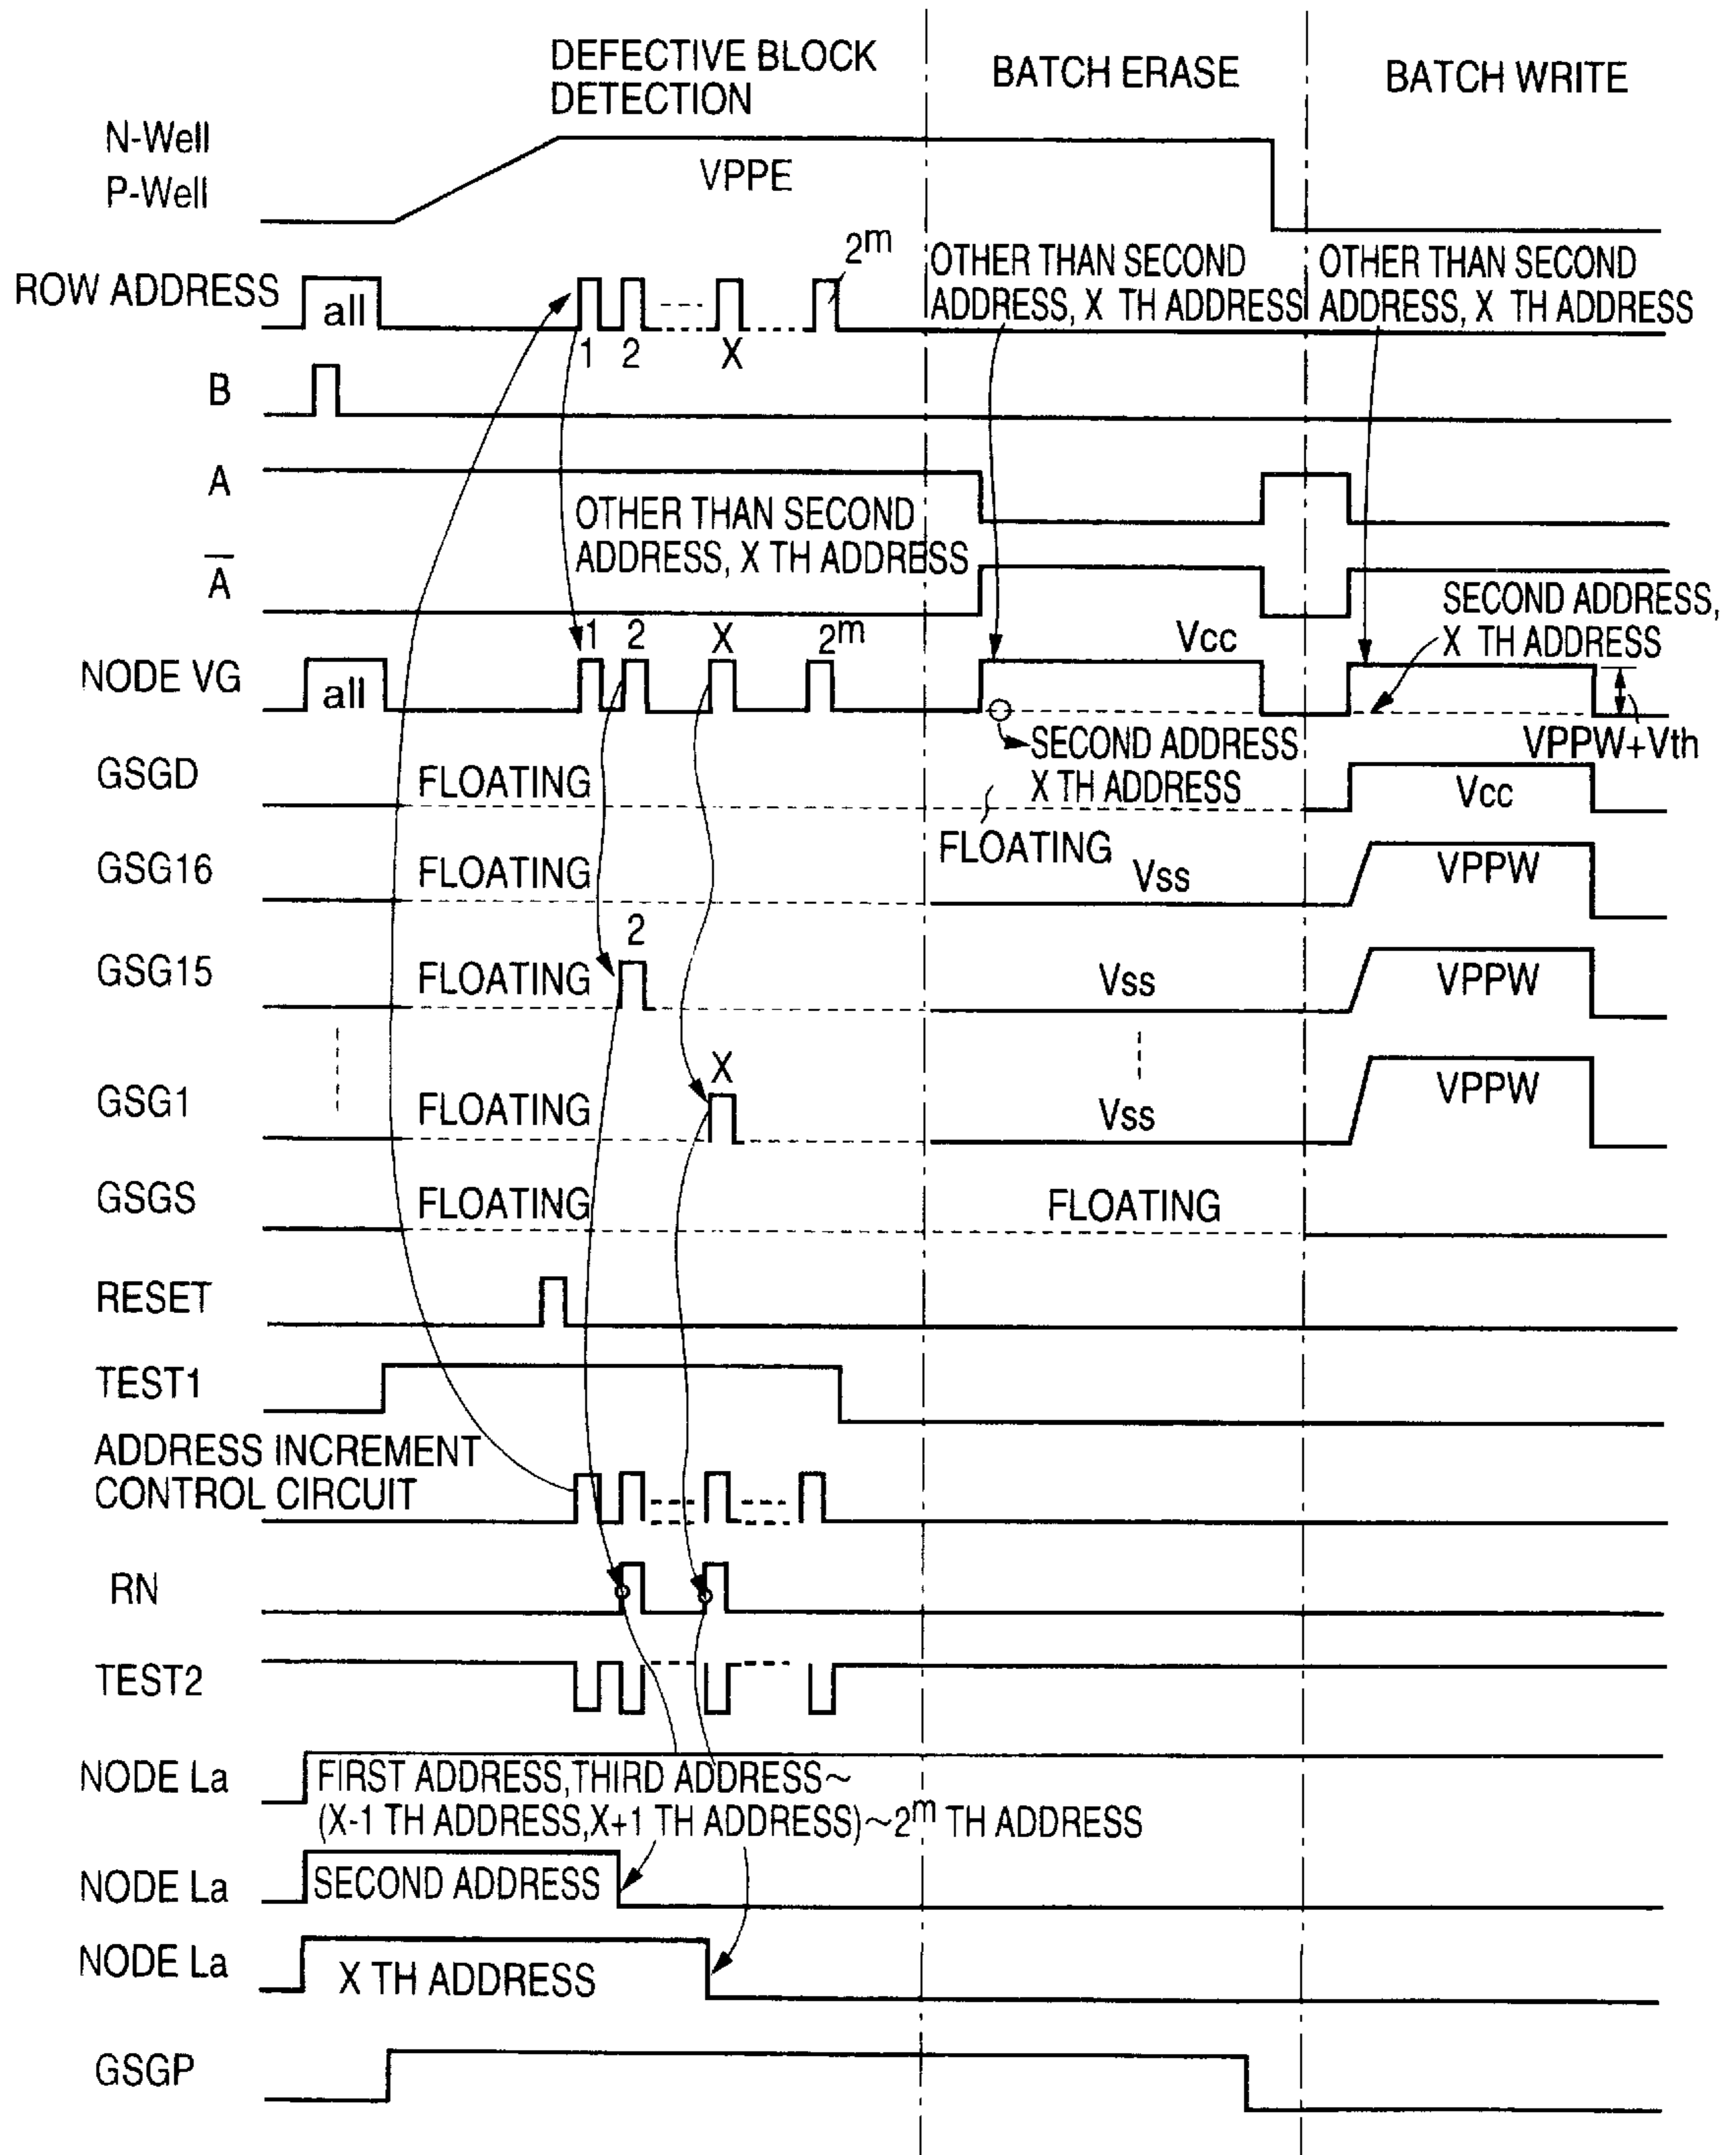 DEFECTIVE BLOCK
DETECTION
BATCH ERASE
BATCH WRITE
N-Well
P-Well
VPPE
ROW ADDRESS
all
1
2
X
2m
OTHER THAN SECOND
ADDRESS, X TH ADDRESS
OTHER THAN SECOND
ADDRESS, X TH ADDRESS
B
A
OTHER THAN SECOND
ADDRESS, X TH ADDRESS
A
SECOND ADDRESS,
X TH ADDRESS
NODE VG
all
1
2
X
2m
Vcc
SECOND ADDRESS
X TH ADDRESS
VPPW+Vth
GSGD
FLOATING
FLOATING
Vcc
GSG16
FLOATING
Vss
VPPW
GSG15
FLOATING
2
Vss
VPPW
GSG1
FLOATING
X
Vss
VPPW
GSGS
FLOATING
FLOATING
RESET
TEST1
ADDRESS INCREMENT
CONTROL CIRCUIT
RN
TEST2
NODE La
FIRST ADDRESS,THIRD ADDRESS~
(X-1 TH ADDRESS,X+1 TH ADDRESS)~2m TH ADDRESS
NODE La
SECOND ADDRESS
NODE La
X TH ADDRESS
GSGP